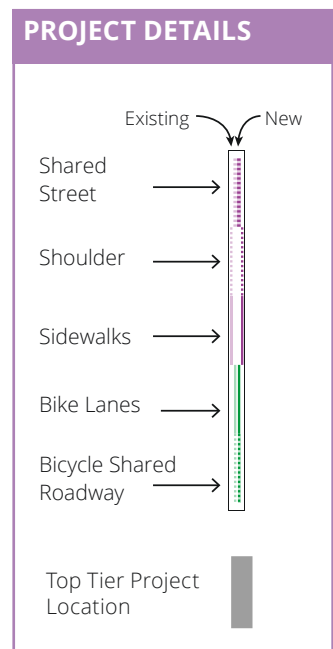 PROJECT DETAILS
Existing
New
Shared
Street
Shoulder
Sidewalks
Bike Lanes
Bicycle Shared
Roadway
Top Tier Project
Location